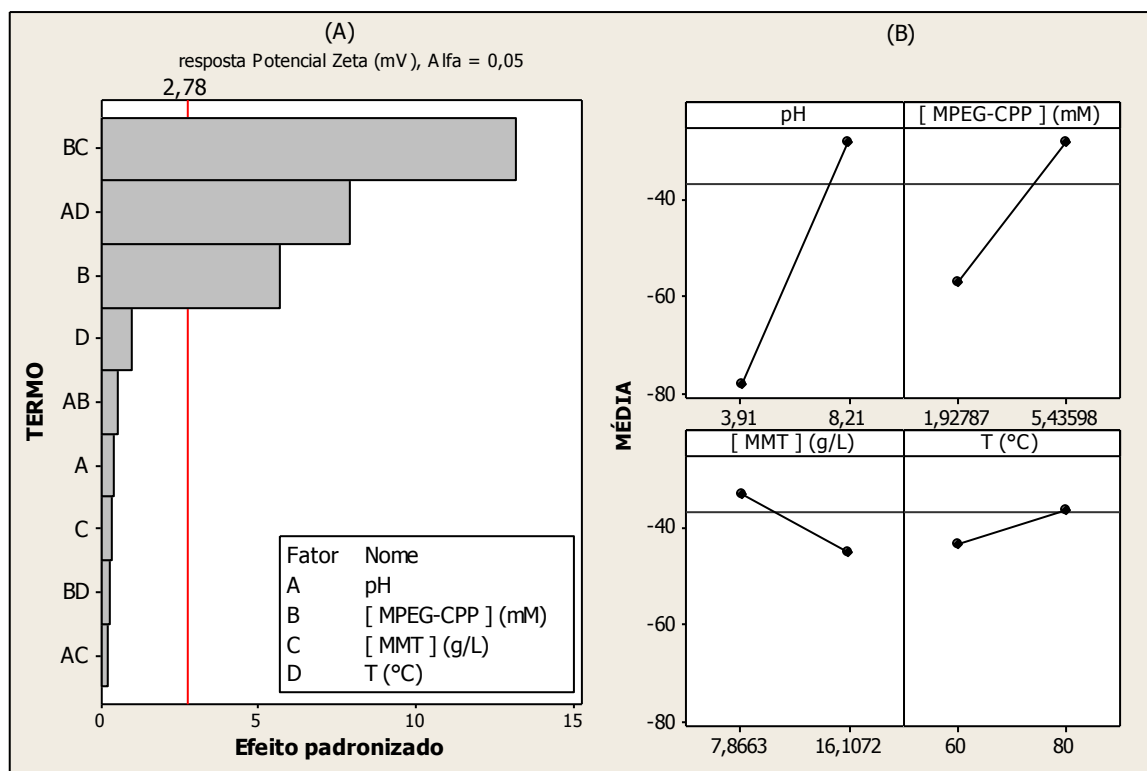 (A)
resposta Potencial Zeta (mV), Alfa = 0,05
2,78
TERMO
BC
AD
B
D
AB
A
C
BD
AC
Fator Nome
A pH
B [ MPEG-CPP ] (mM)
C [ MMT ] (g/L)
D T (°C)
0 5 10 15
Efeito padronizado
(B)
MÉDIA
pH [ MPEG-CPP ] (mM)
-40
-60
-80
3,91 8,21 1,92787 5,43598
[ MMT ] (g/L) T (°C)
-40
-60
-80
7,8663 16,1072 60 80